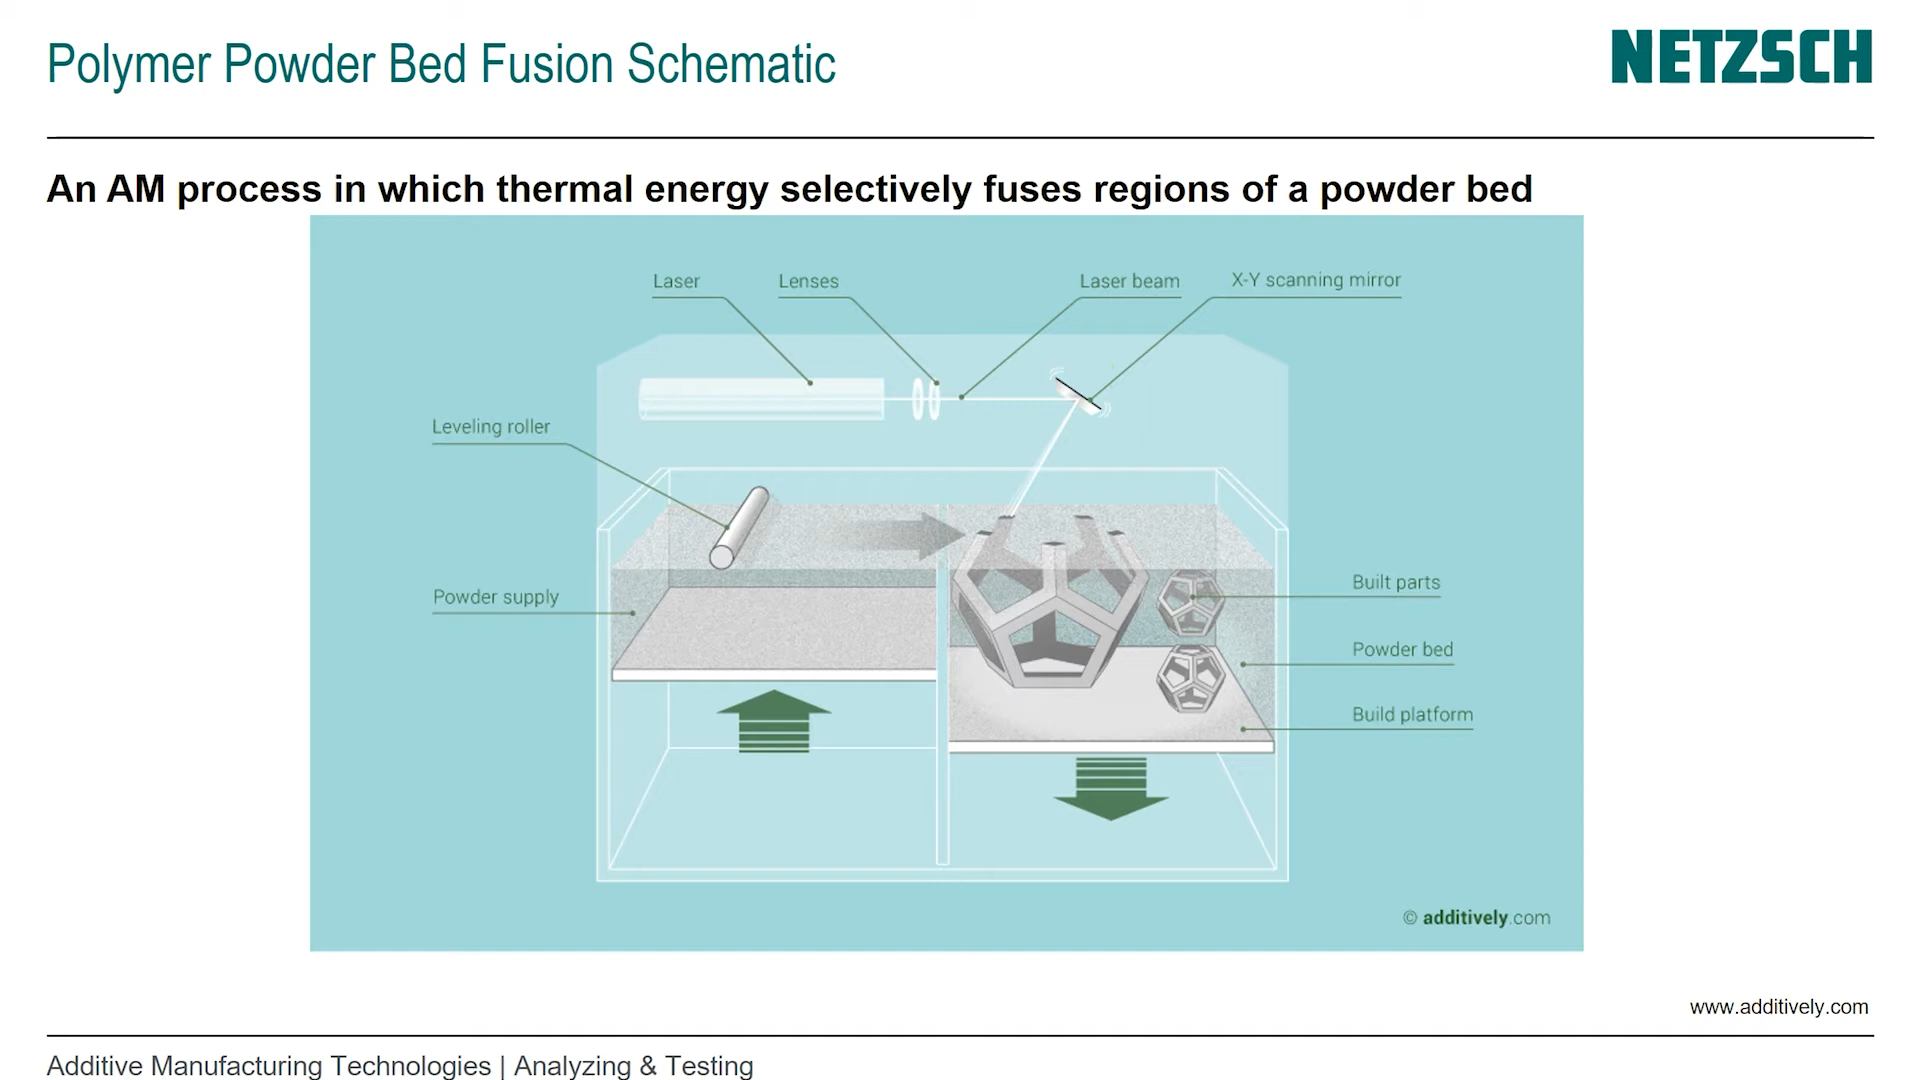 Polymer Powder Bed Fusion Schematic
NETZSCH
An AM process in which thermal energy selectively fuses regions of a powder bed
Laser
Lenses
Laser beam
X-Y scanning mirror
Leveling roller
Powder supply
Built parts
Powder bed
Build platform
© additively.com
www.additively.com
Additive Manufacturing Technologies | Analyzing & Testing